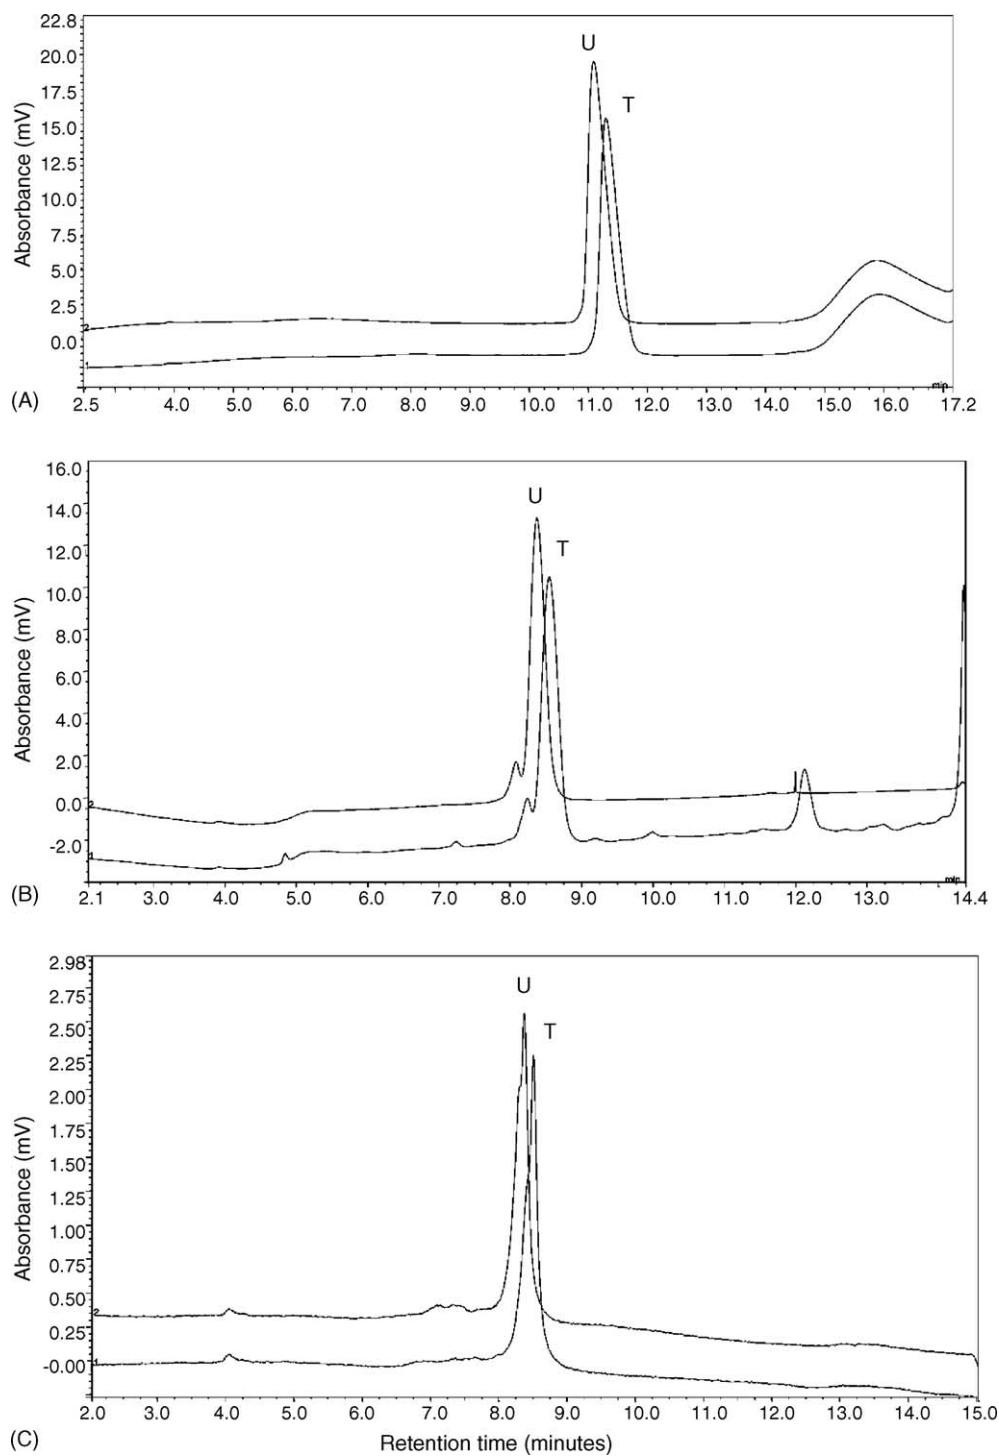 22.8
20.0
17.5
15.0
12.5
10.0
7.5
5.0
2.5
0.0
Absorbance (mV)
U
T
2
1
min
(A)
2.5 4.0 5.0 6.0 7.0 8.0 9.0 10.0 11.0 12.0 13.0 14.0 15.0 16.0 17.2
16.0
14.0
12.0
10.0
8.0
6.0
4.0
2.0
0.0
-2.0
Absorbance (mV)
U
T
2
1
min
(B)
2.1 3.0 4.0 5.0 6.0 7.0 8.0 9.0 10.0 11.0 12.0 13.0 14.4
2.98
2.75
2.50
2.25
2.00
1.75
1.50
1.25
1.00
0.75
0.50
0.25
-0.00
Absorbance (mV)
U
T
2
1
(C)
2.0 3.0 4.0 5.0 6.0 7.0 8.0 9.0 10.0 11.0 12.0 13.0 14.0 15.0
Retention time (minutes)